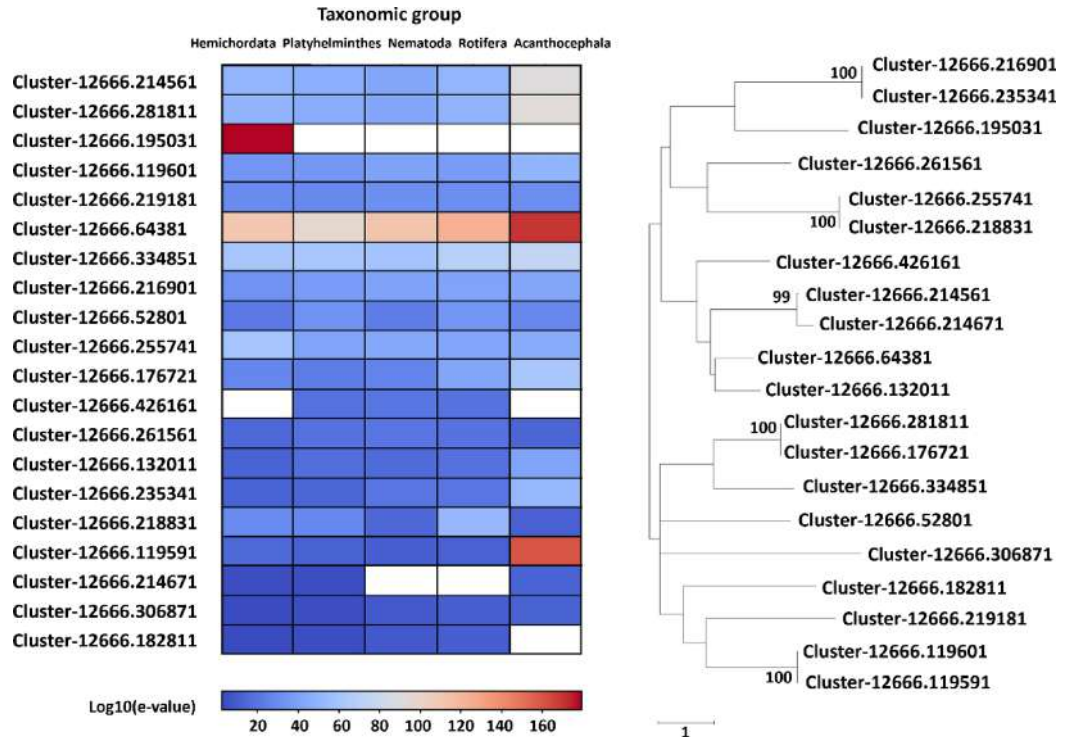 Taxonomic group
Hemichordata Platyhelminthes Nematoda Rotifera Acanthocephala
Cluster-12666.214561
Cluster-12666.281811
Cluster-12666.195031
Cluster-12666.119601
Cluster-12666.219181
Cluster-12666.64381
Cluster-12666.334851
Cluster-12666.216901
Cluster-12666.52801
Cluster-12666.255741
Cluster-12666.176721
Cluster-12666.426161
Cluster-12666.261561
Cluster-12666.132011
Cluster-12666.235341
Cluster-12666.218831
Cluster-12666.119591
Cluster-12666.214671
Cluster-12666.306871
Cluster-12666.182811
Log10(e-value)
20 40 60 80 100 120 140 160
Cluster-12666.216901
100
Cluster-12666.235341
Cluster-12666.195031
Cluster-12666.261561
Cluster-12666.255741
100
Cluster-12666.218831
Cluster-12666.426161
99
Cluster-12666.214561
Cluster-12666.214671
Cluster-12666.64381
Cluster-12666.132011
Cluster-12666.281811
100
Cluster-12666.176721
Cluster-12666.334851
Cluster-12666.52801
Cluster-12666.306871
Cluster-12666.182811
Cluster-12666.219181
Cluster-12666.119601
100
Cluster-12666.119591
1